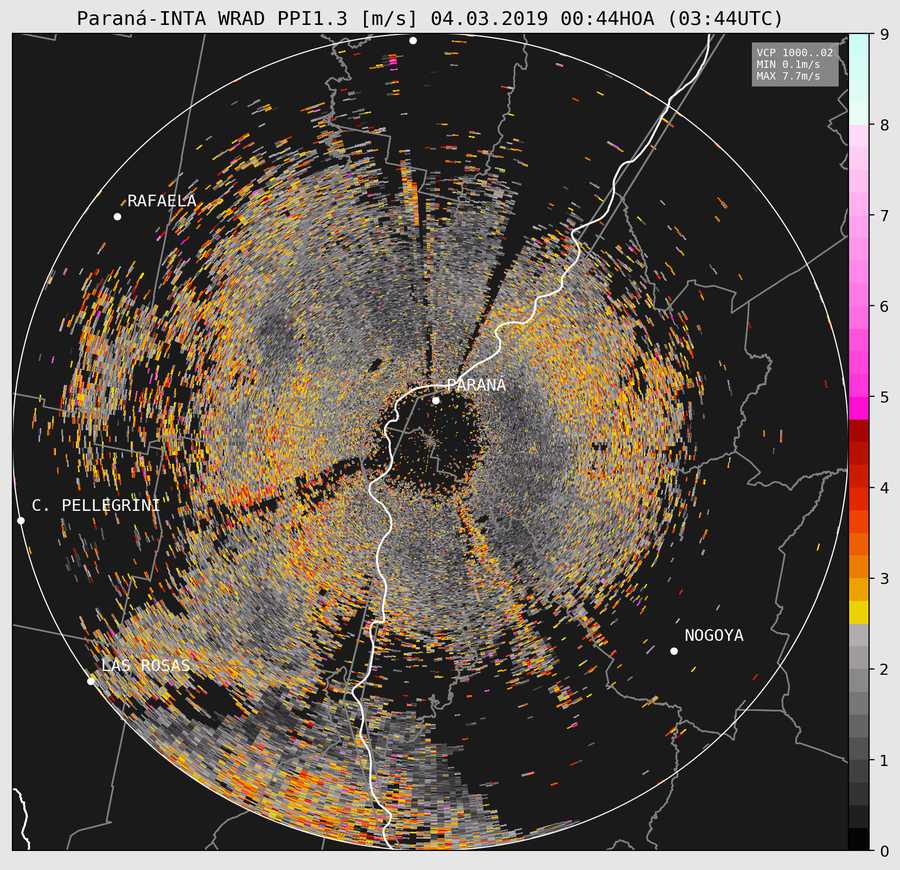 Paraná-INTA WRAD PPI1.3 [m/s] 04.03.2019 00:44HOA (03:44UTC)
VCP 1000..02
MIN 0.1m/s
MAX 7.7m/s
RAFAELA
PARANÁ
C. PELLEGRINI
NOGOYA
LAS ROSAS
9
8
7
6
5
4
3
2
1
0